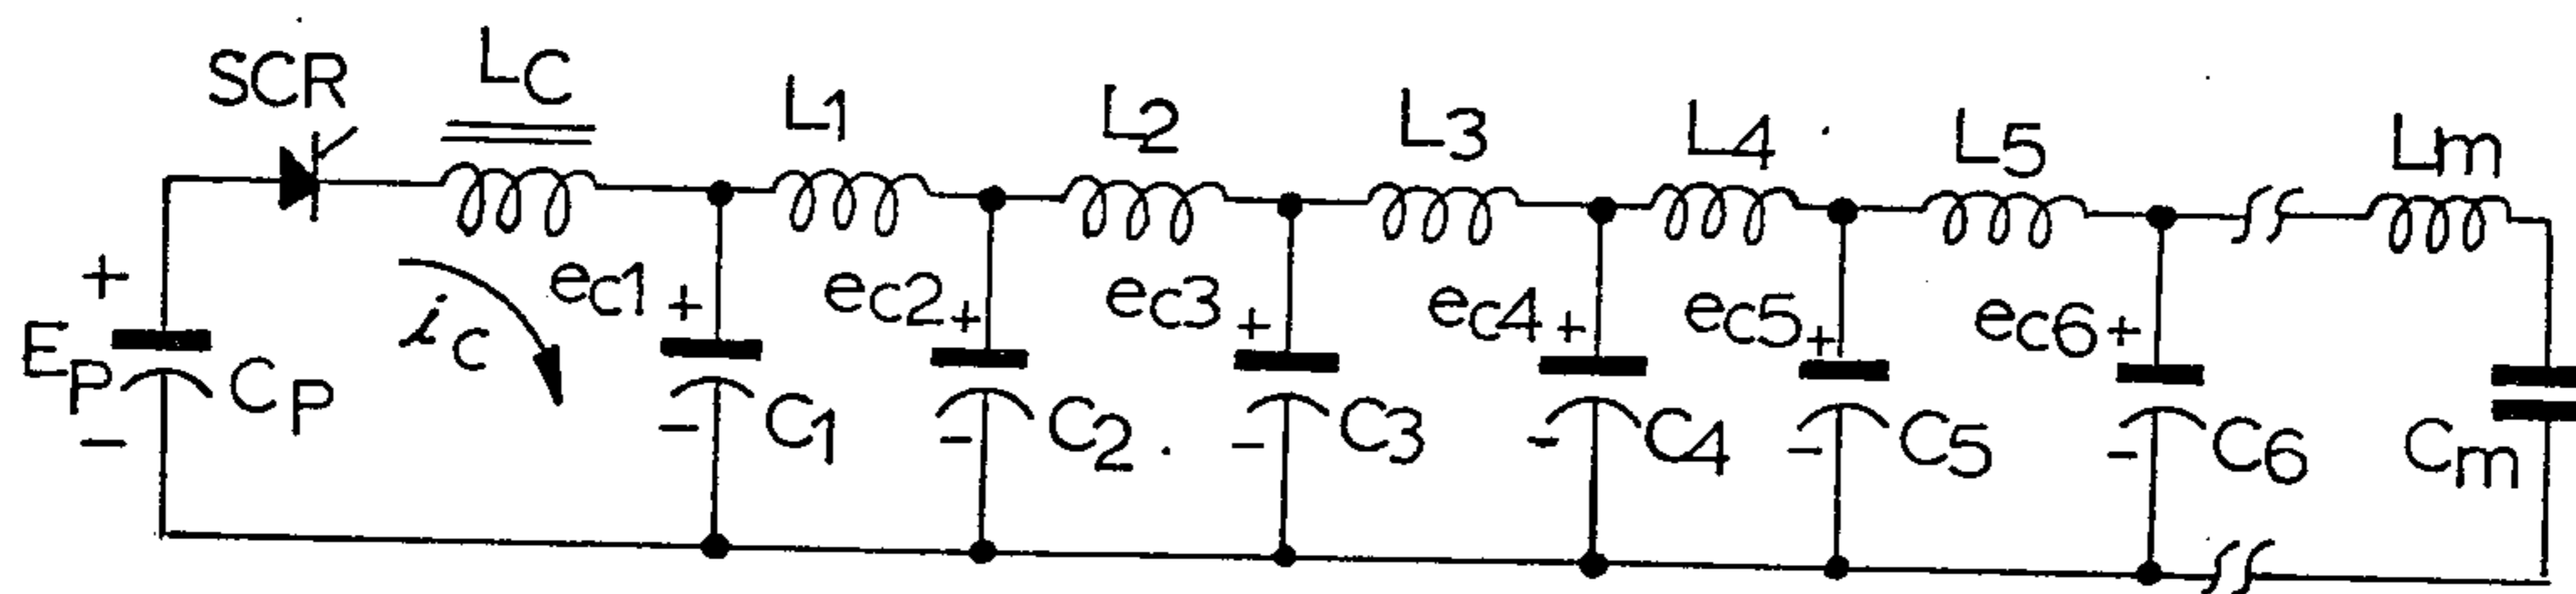 SCR
LC
L1
L2
L3
L4
L5
Lm
+
EP
−
CP
ic
ec1 +
− C1
ec2 +
− C2
ec3 +
− C3
ec4 +
− C4
ec5 +
− C5
ec6 +
− C6
Cm